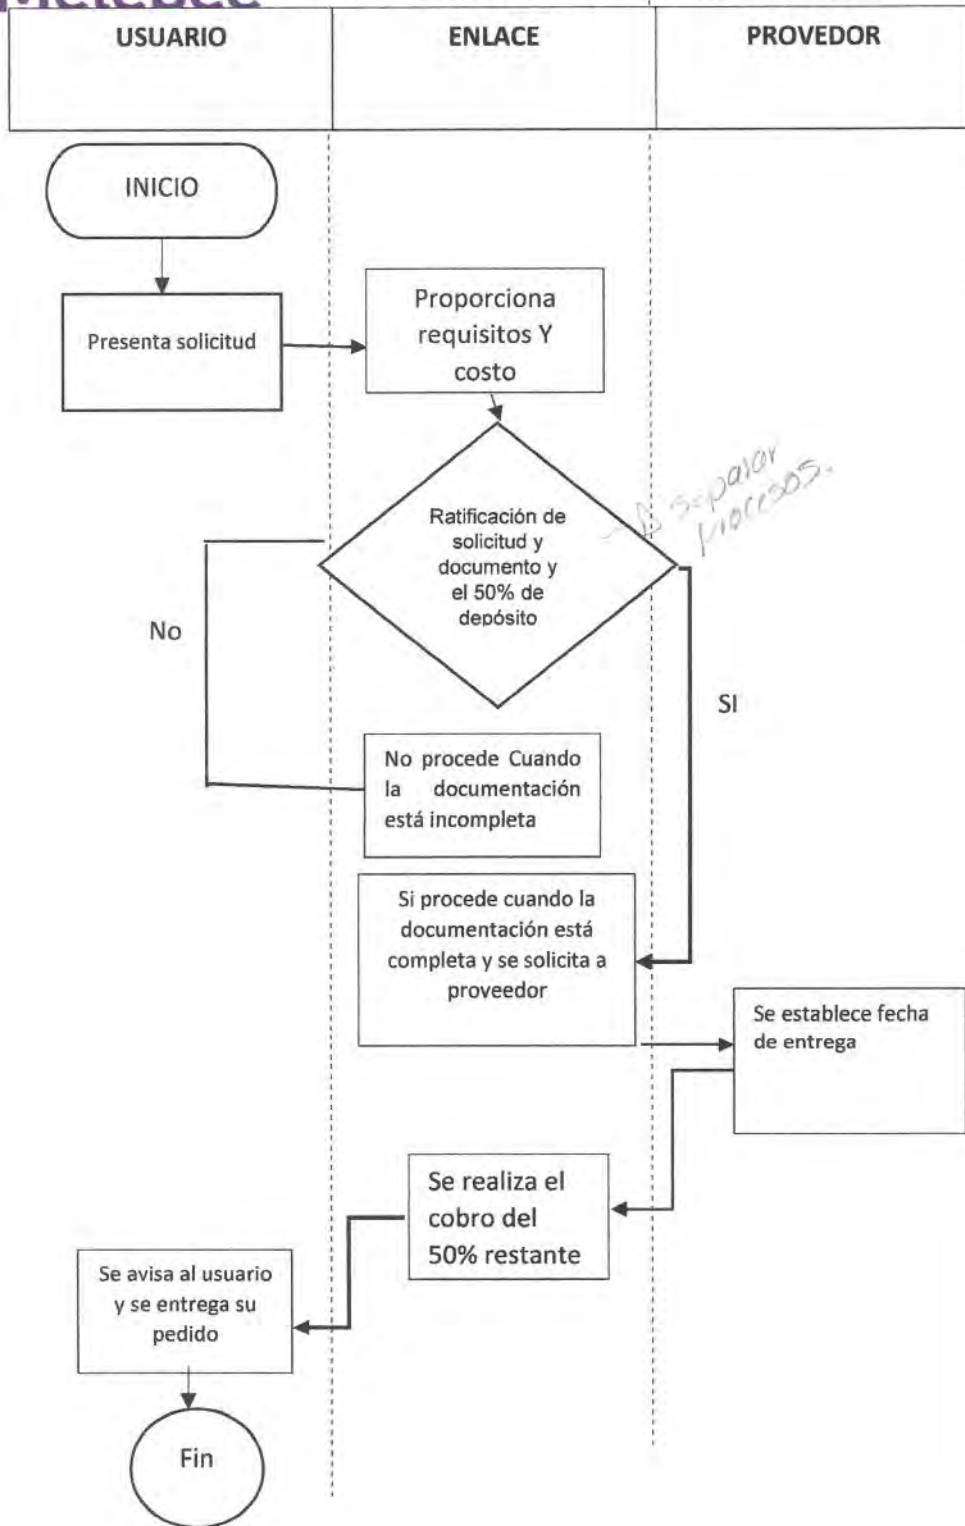 USUARIO
ENLACE
PROVEDOR
INICIO
Presenta solicitud
Proporciona
requisitos Y
costo
Ratificación de
solicitud y
documento y
el 50% de
depósito
separar
procesos.
No
SI
No procede Cuando
la documentación
está incompleta
Si procede cuando la
documentación está
completa y se solicita a
proveedor
Se establece fecha
de entrega
Se realiza el
cobro del
50% restante
Se avisa al usuario
y se entrega su
pedido
Fin